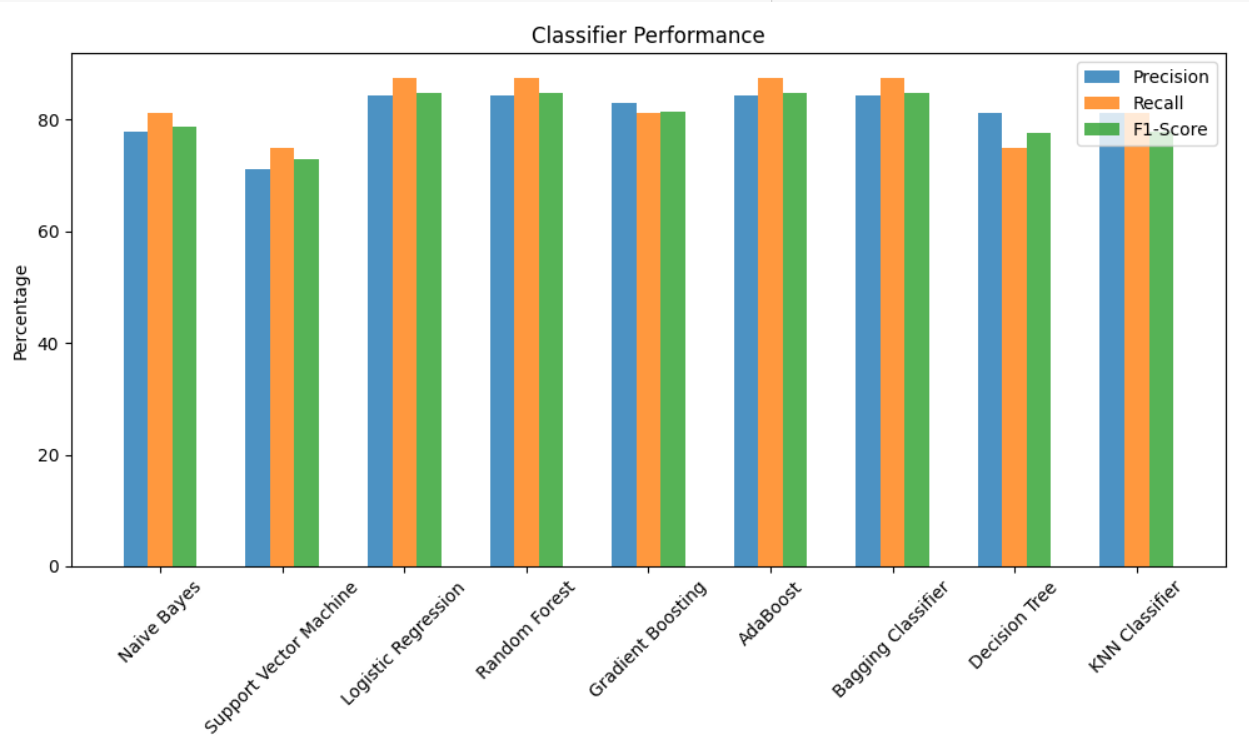 Classifier Performance
Precision
Recall
F1-Score
Percentage
80
60
40
20
0
Naive Bayes
Support Vector Machine
Logistic Regression
Random Forest
Gradient Boosting
AdaBoost
Bagging Classifier
Decision Tree
KNN Classifier